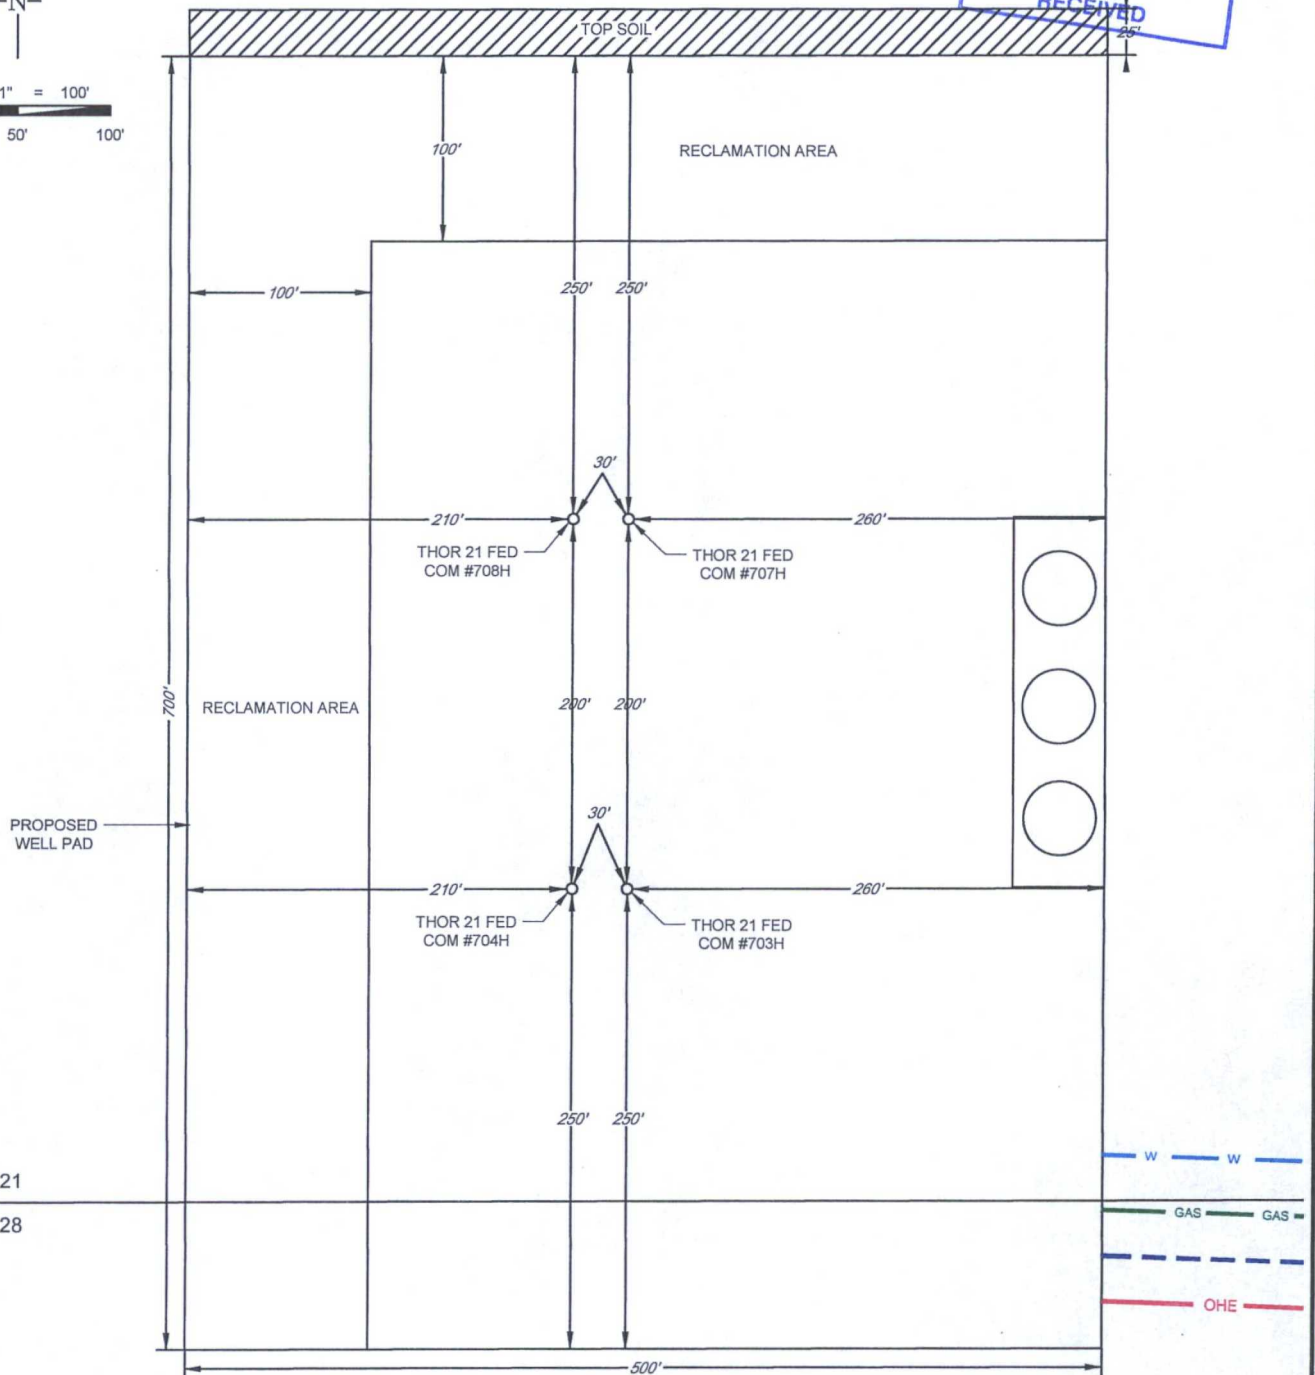 N
RECEIVED
TOP SOIL
25'
1" = 100'
50' 100'
100'
RECLAMATION AREA
100'
250' 250'
30'
210'
260'
THOR 21 FED
COM #708H
THOR 21 FED
COM #707H
700'
RECLAMATION AREA
200' 200'
PROPOSED
WELL PAD
30'
210'
260'
THOR 21 FED
COM #704H
THOR 21 FED
COM #703H
250' 250'
W W
21
28
GAS GAS
OHE
500'